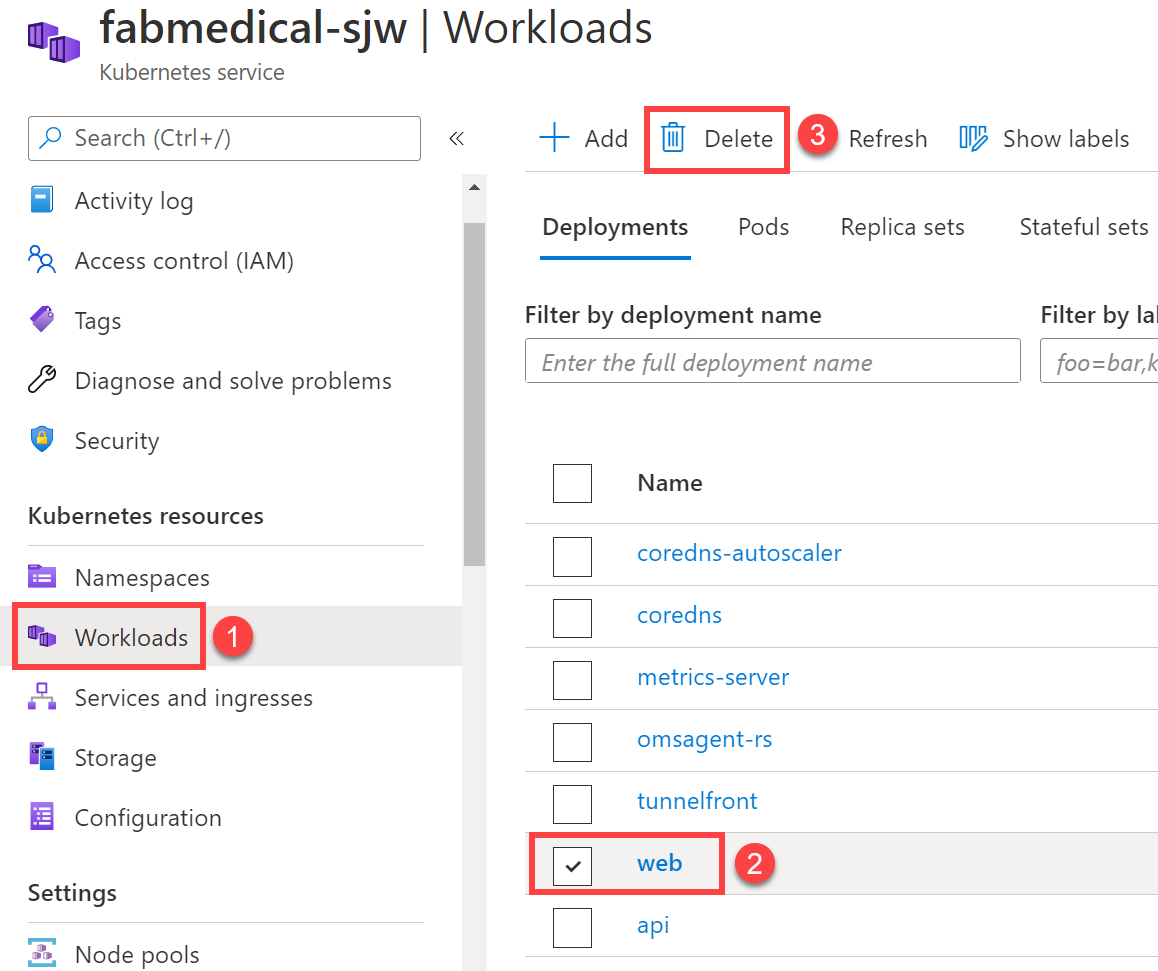 fabmedical-sjw | Workloads
Kubernetes service
Search (Ctrl+/)
«
Activity log
Access control (IAM)
Tags
Diagnose and solve problems
Security
Kubernetes resources
Namespaces
Workloads
1
Services and ingresses
Storage
Configuration
Settings
Node pools
Add
Delete
3
Refresh
Show labels
Deployments
Pods
Replica sets
Stateful sets
Filter by deployment name
Filter by la
Enter the full deployment name
foo=bar,k
Name
coredns-autoscaler
coredns
metrics-server
omsagent-rs
tunnelfront
web
2
api